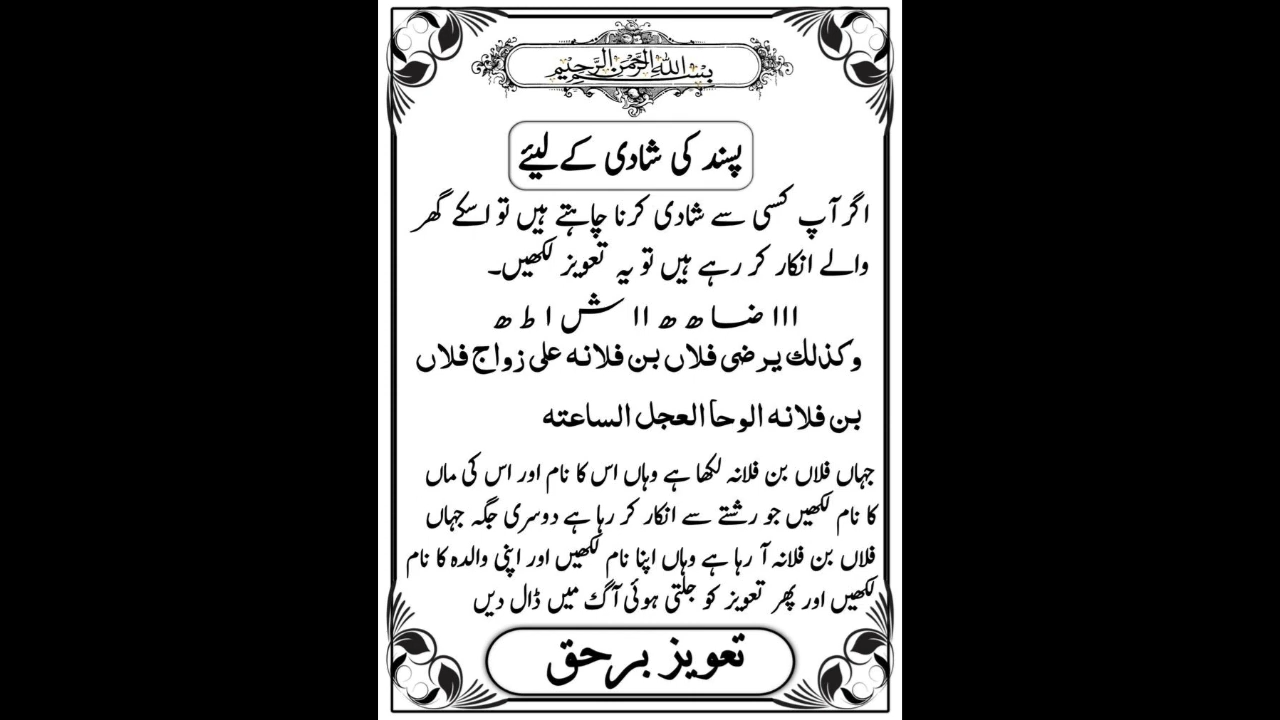 بسم الله الرحمن الرحيم
پسند کی شادی کے لیئے
اگر آپ کسی سے شادی کرنا چاہتے ہیں تو اسکے گھر
والے انکار کر رہے ہیں تو یہ تعویز لکھیں۔
ااا ضا ھ ھ اا ش ا ط ھ
وكذلك يرضى فلاں بن فلانه على زواج فلاں
بن فلانه الوحا العجل الساعته
جہاں فلاں بن فلانہ لکھا ہے وہاں اس کا نام اور اس کی ماں
کا نام لکھیں جو رشتے سے انکار کر رہا ہے دوسری جگہ جہاں
فلاں بن فلانہ آ رہا ہے وہاں اپنا نام لکھیں اور اپنی والدہ کا نام
لکھیں اور پھر تعویز کو جلتی ہوئی آگ میں ڈال دیں
تعویز برحق